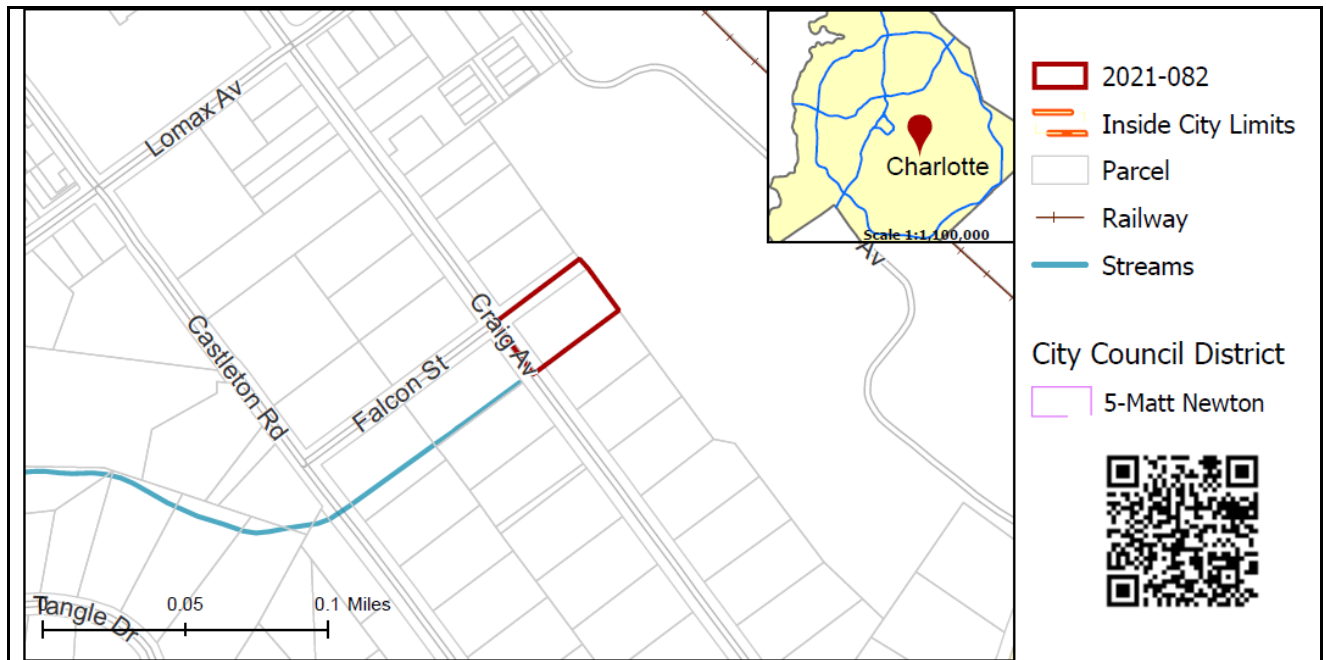 Lomax Av
Craig Av
Falcon St
Castleton Rd
Tangle Dr
0
0.05
0.1 Miles
Av
Charlotte
Scale 1:1,100,000
2021-082
Inside City Limits
Parcel
Railway
Streams
City Council District
5-Matt Newton